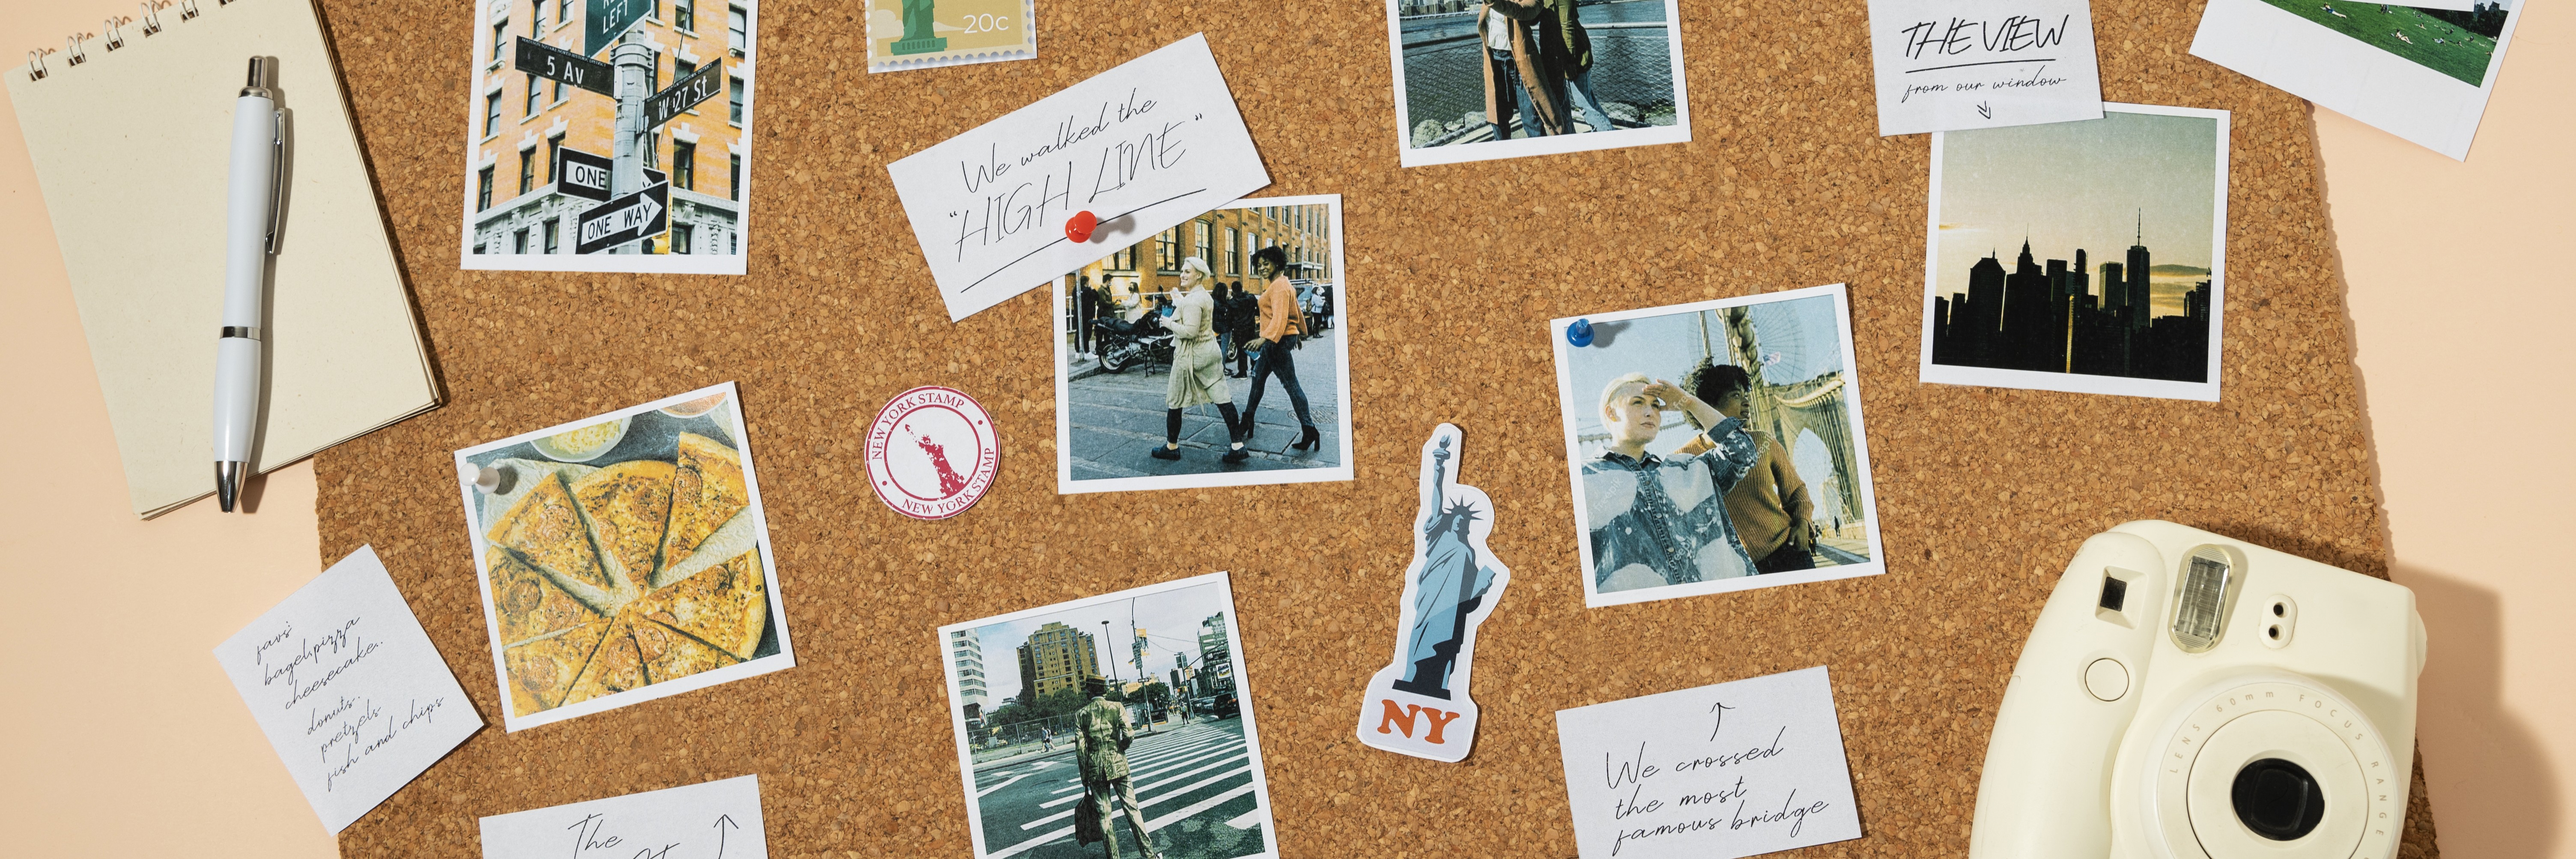 LEFT
5 Av
W 27 St
ONE
ONE WAY
20c
We walked the
"HIGH LINE"
THE VIEW
from our window
NEW YORK STAMP
NEW YORK STAMP
favs:
bagel, pizza
cheesecake..
donuts..
pretzels
fish and chips
NY
The
We crossed
the most
famous bridge
LENS 60mm FOCUS RANGE